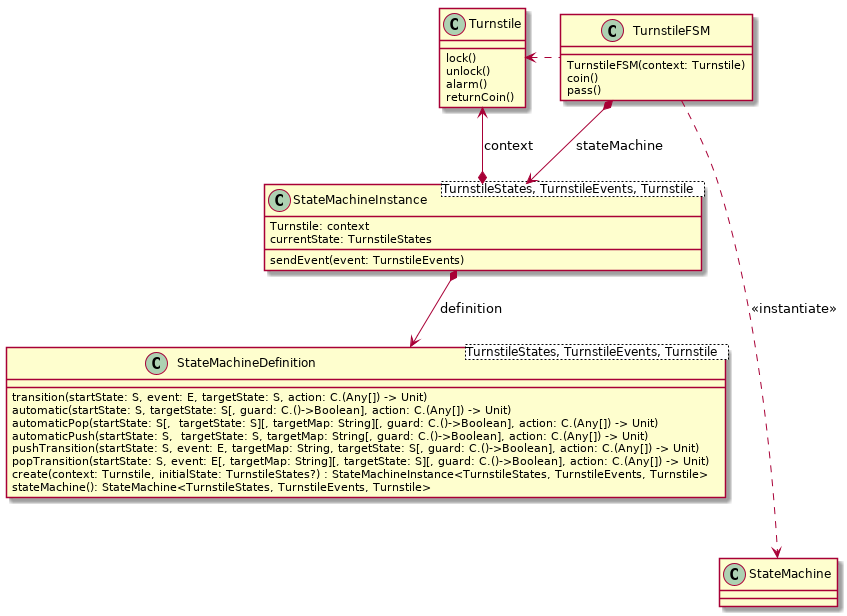 C Turnstile
lock()
unlock()
alarm()
returnCoin()
C TurnstileFSM
TurnstileFSM(context: Turnstile)
coin()
pass()
context
stateMachine
C StateMachineInstance
TurnstileStates, TurnstileEvents, Turnstile
Turnstile: context
currentState: TurnstileStates
sendEvent(event: TurnstileEvents)
definition
«instantiate»
C StateMachineDefinition
TurnstileStates, TurnstileEvents, Turnstile
transition(startState: S, event: E, targetState: S, action: C.(Any[]) -> Unit)
automatic(startState: S, targetState: S[, guard: C.()->Boolean], action: C.(Any[]) -> Unit)
automaticPop(startState: S[,  targetState: S][, targetMap: String][, guard: C.()->Boolean], action: C.(Any[]) -> Unit)
automaticPush(startState: S,  targetState: S, targetMap: String[, guard: C.()->Boolean], action: C.(Any[]) -> Unit)
pushTransition(startState: S, event: E, targetMap: String, targetState: S[, guard: C.()->Boolean], action: C.(Any[]) -> Unit)
popTransition(startState: S, event: E[, targetMap: String][, targetState: S][, guard: C.()->Boolean], action: C.(Any[]) -> Unit)
create(context: Turnstile, initialState: TurnstileStates?) : StateMachineInstance<TurnstileStates, TurnstileEvents, Turnstile>
stateMachine(): StateMachine<TurnstileStates, TurnstileEvents, Turnstile>
C StateMachine